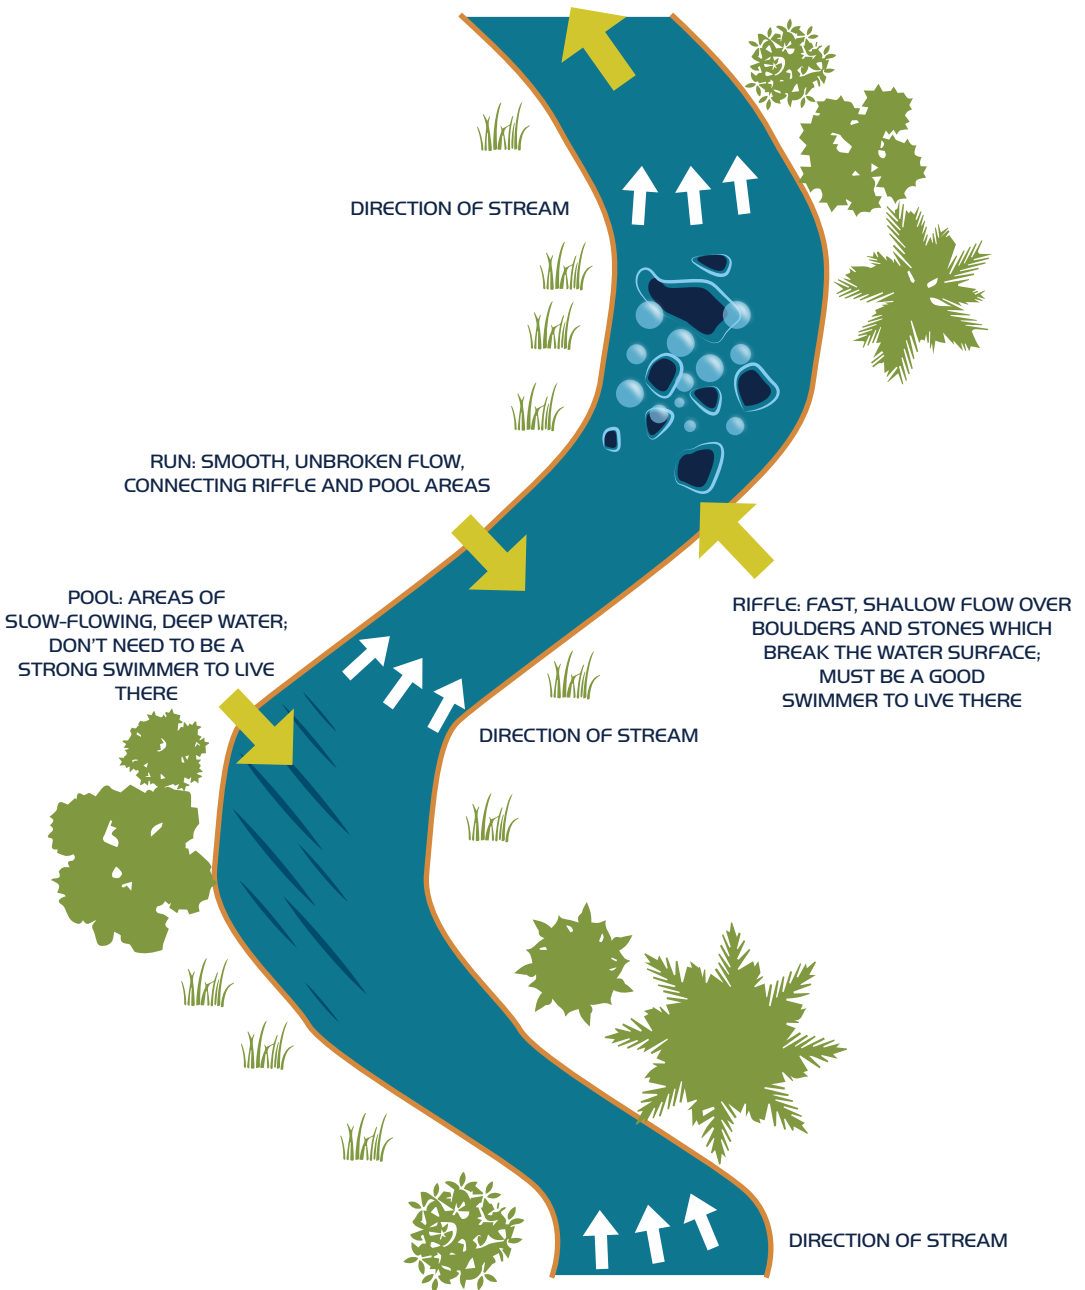 DIRECTION OF STREAM
RUN: SMOOTH, UNBROKEN FLOW,
CONNECTING RIFFLE AND POOL AREAS
POOL: AREAS OF
SLOW-FLOWING, DEEP WATER;
DON'T NEED TO BE A
STRONG SWIMMER TO LIVE
THERE
RIFFLE: FAST, SHALLOW FLOW OVER
BOULDERS AND STONES WHICH
BREAK THE WATER SURFACE;
MUST BE A GOOD
SWIMMER TO LIVE THERE
DIRECTION OF STREAM
DIRECTION OF STREAM